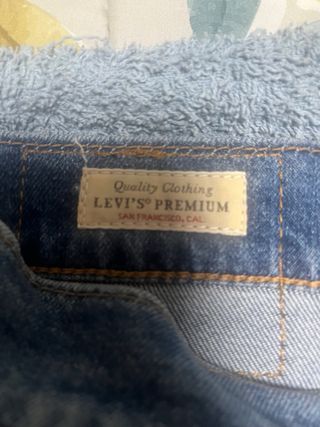 Quality Clothing
LEVI'S® PREMIUM
SAN FRANCISCO, CAL.